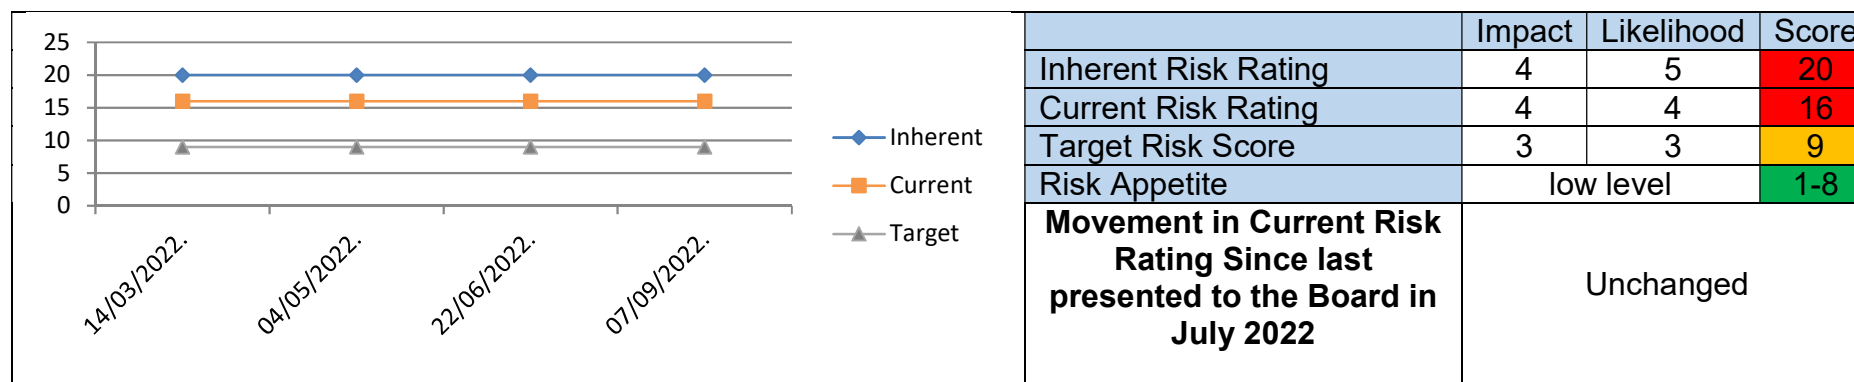 25
20
15
10
5
0
14/03/2022.
04/05/2022.
22/06/2022.
07/09/2022.
Inherent
Current
Target
Impact Likelihood Score
Inherent Risk Rating 4 5 20
Current Risk Rating 4 4 16
Target Risk Score 3 3 9
Risk Appetite low level 1-8
Movement in Current Risk
Rating Since last
presented to the Board in
July 2022
Unchanged